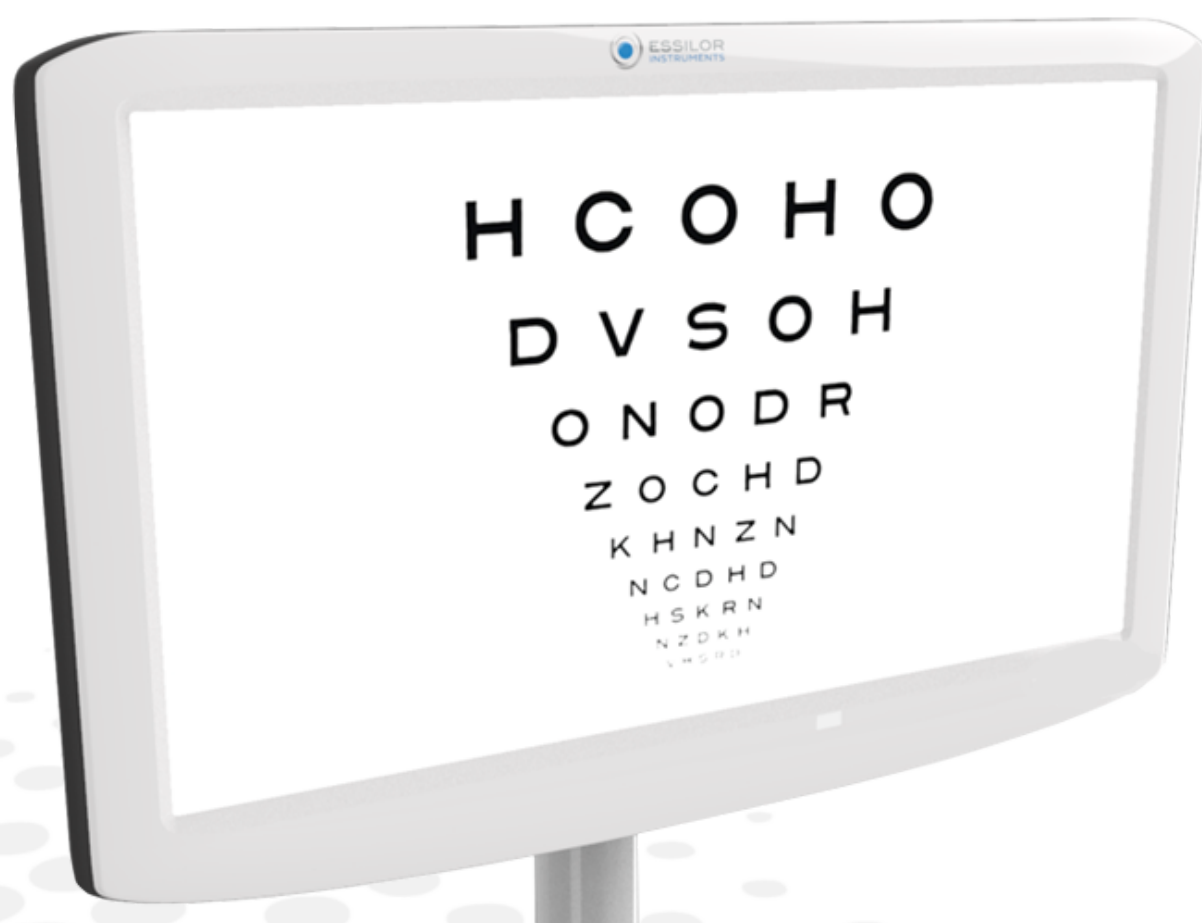 ESSILOR
INSTRUMENTS
H C O H O
D V S O H
O N O D R
Z O C H D
K H N Z N
N C D H D
H S K R N
N Z D K H